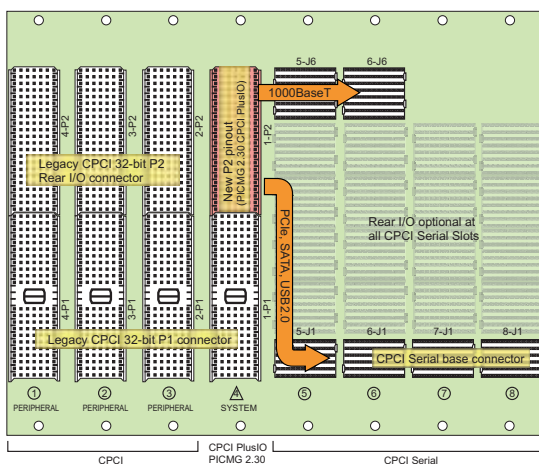 5-J6
6-J6
1000BaseT
4-P2
3-P2
2-P2
1-P2
New P2 pinout
(PICMG 2.30 CPCI PlusIO)
Legacy CPCI 32-bit P2
Rear I/O connector
PCIe, SATA, USB2.0
Rear I/O optional at
all CPCI Serial Slots
4-P1
3-P1
2-P1
1-P1
5-J1
6-J1
7-J1
8-J1
Legacy CPCI 32-bit P1 connector
CPCI Serial base connector
1
2
3
4
5
6
7
8
PERIPHERAL
PERIPHERAL
PERIPHERAL
SYSTEM
CPCI
CPCI PlusIO
PICMG 2.30
CPCI Serial